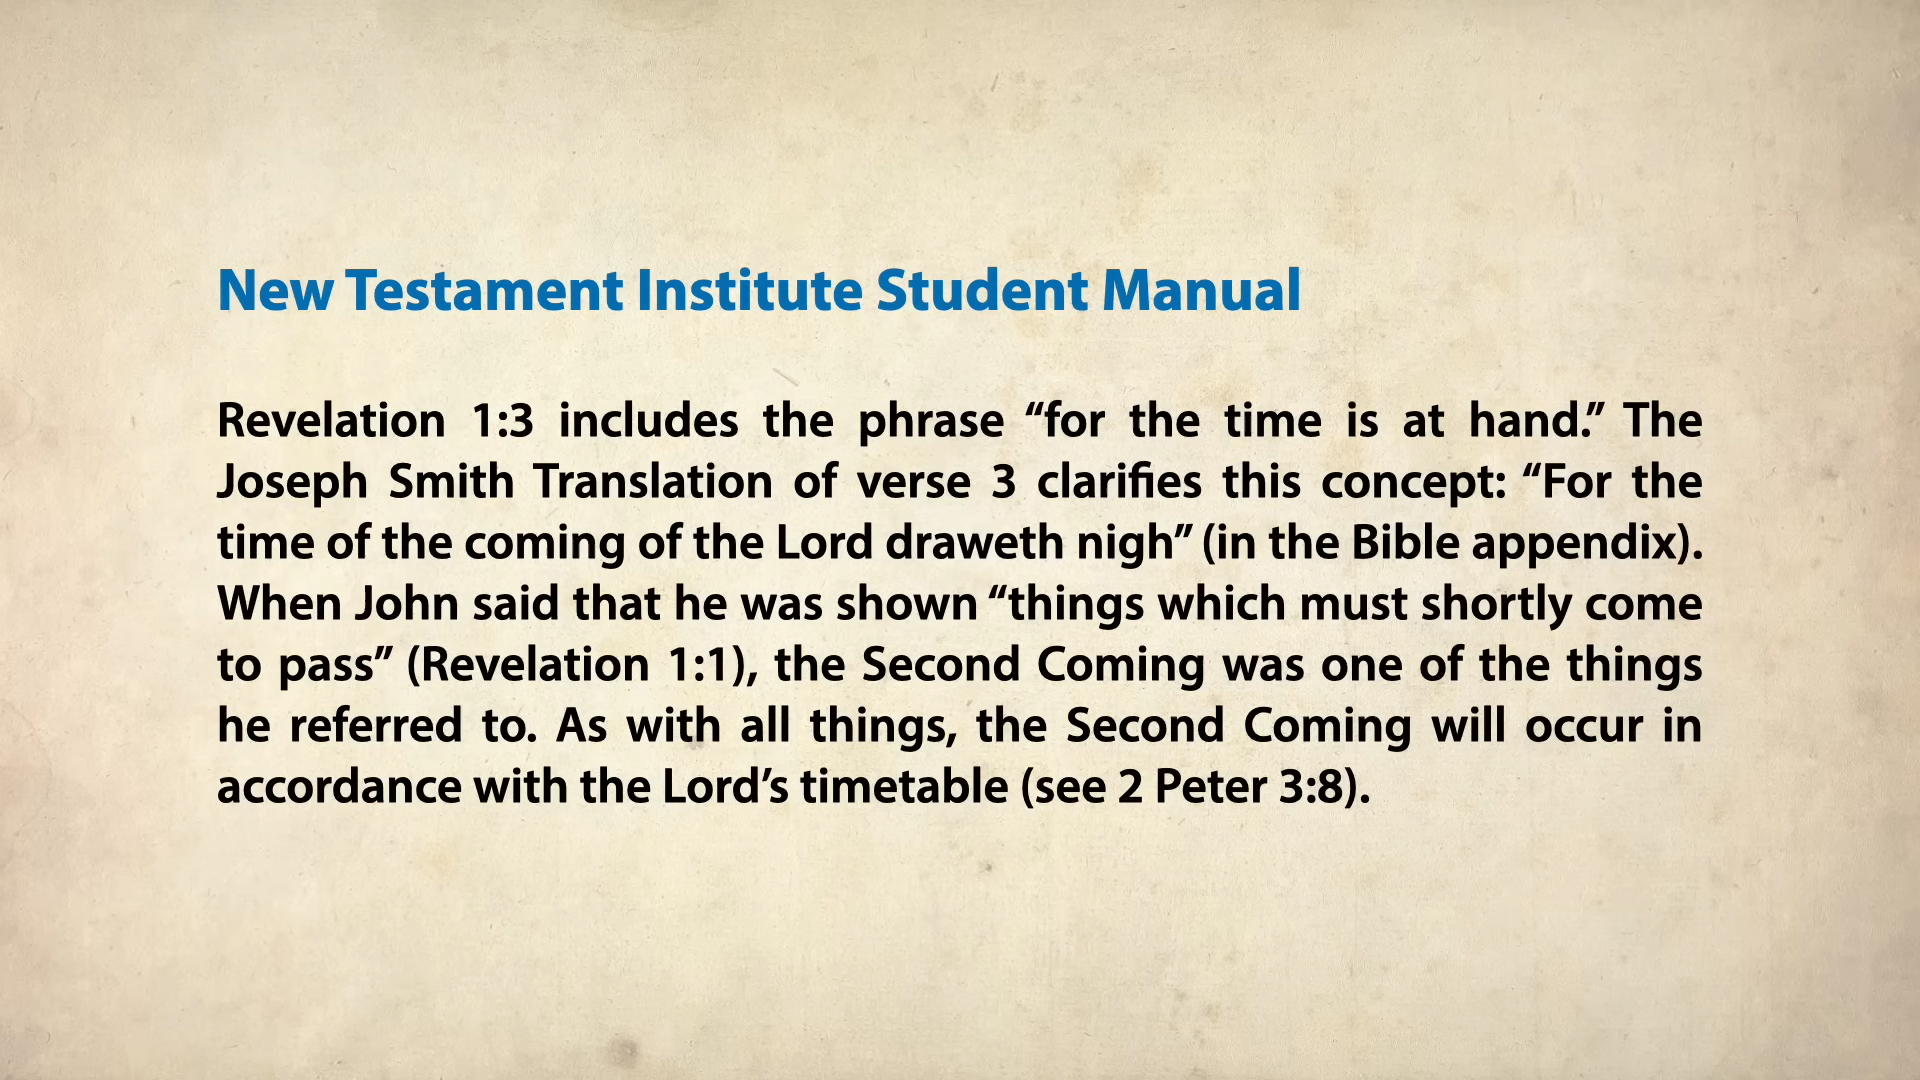 New Testament Institute Student Manual
Revelation 1:3 includes the phrase “for the time is at hand.” The
Joseph Smith Translation of verse 3 clarifies this concept: “For the
time of the coming of the Lord draweth nigh” (in the Bible appendix).
When John said that he was shown “things which must shortly come
to pass” (Revelation 1:1), the Second Coming was one of the things
he referred to. As with all things, the Second Coming will occur in
accordance with the Lord’s timetable (see 2 Peter 3:8).